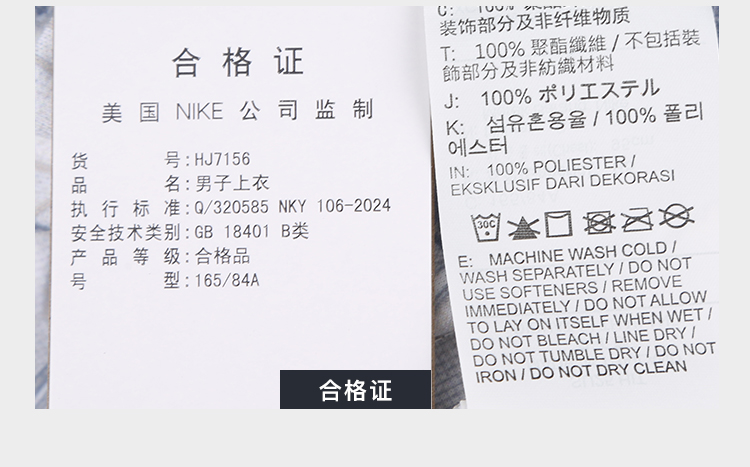 合格证
美国 NIKE 公司监制
货号:HJ7156
品名:男子上衣
执行标准:Q/320585 NKY 106-2024
安全技术类别:GB 18401 B类
产品等级:合格品
号型:165/84A
合格证
装饰部分及非纤维物质
T: 100% 聚酯纖維 / 不包括裝
飾部分及非紡織材料
J: 100% ポリエステル
K: 섬유혼용율 / 100% 폴리
에스터
IN: 100% POLIESTER /
EKSKLUSIF DARI DEKORASI
30C
E: MACHINE WASH COLD /
WASH SEPARATELY / DO NOT
USE SOFTENERS / REMOVE
IMMEDIATELY / DO NOT ALLOW
TO LAY ON ITSELF WHEN WET /
DO NOT BLEACH / LINE DRY /
DO NOT TUMBLE DRY / DO NOT
IRON / DO NOT DRY CLEAN